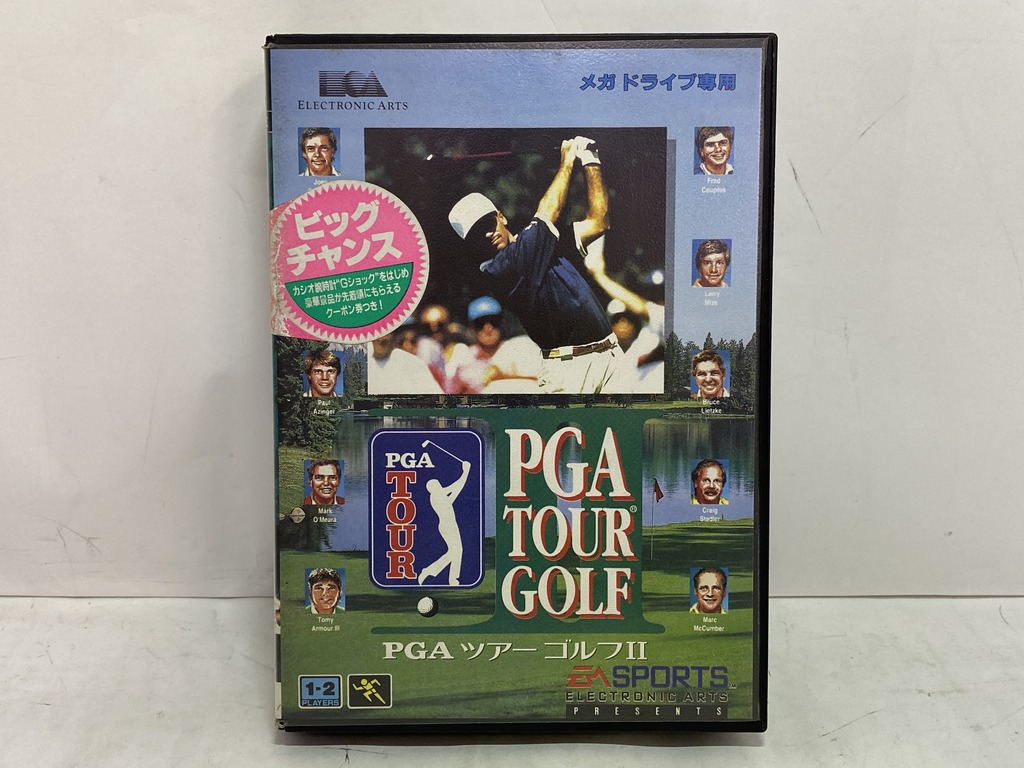 ELECTRONIC ARTS
メガドライブ専用
Fred
Couples
ビッグ
チャンス
カシオ腕時計"Gショック"をはじめ
豪華賞品が先着順にもらえる
クーポン券つき!
Larry
Mize
Paul
Azinger
Bruce
Lietzke
PGA
TOUR
PGA
TOUR®
GOLF
Mark
O'Meara
Craig
Stadler
Tomy
Armour III
Marc
McCumber
PGA ツアー ゴルフII
1-2
PLAYERS
EA SPORTS™
ELECTRONIC ARTS
PRESENTS